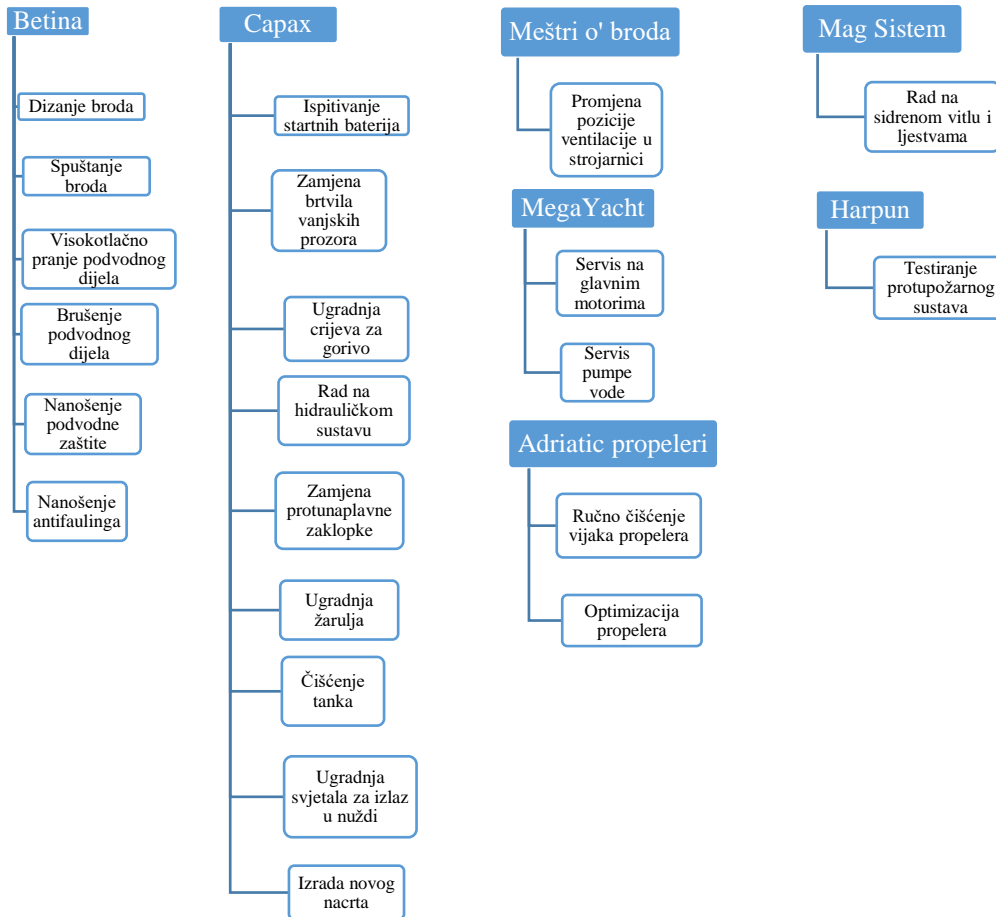 Betina
Dizanje broda
Spuštanje
broda
Visokotlačno
pranje podvodnog
dijela
Brušenje
podvodnog
dijela
Nanošenje
podvodne
zaštite
Nanošenje
antifaulinga
Capax
Ispitivanje
startnih baterija
Zamjena
brtvila
vanjskih
prozora
Ugradnja
crijeva za
gorivo
Rad na
hidrauličkom
sustavu
Zamjena
protunaplavne
zaklopke
Ugradnja
žarulja
Čišćenje
tanka
Ugradnja
svjetala za izlaz
u nuždi
Izrada novog
nacrta
Meštri o' broda
Promjena
pozicije
ventilacije u
strojarnici
MegaYacht
Servis na
glavnim
motorima
Servis
pumpe
vode
Adriatic propeleri
Ručno čišćenje
vijaka propelera
Optimizacija
propelera
Mag Sistem
Rad na
sidrenom vitlu i
ljestvama
Harpun
Testiranje
protupožarnog
sustava